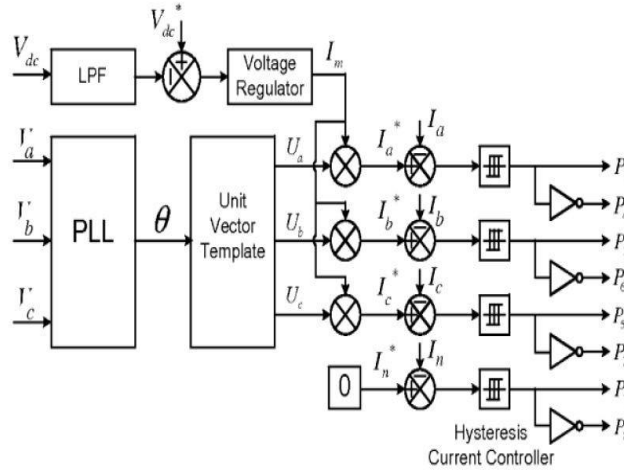 V_dc*
V_dc
LPF
Voltage Regulator
I_m
V_a
V_b
V_c
PLL
θ
Unit Vector Template
U_a
U_b
U_c
I_a*
I_a
I_b*
I_b
I_c*
I_c
0
I_n*
I_n
Hysteresis
Current Controller
P
P
P
P
P
P
P
P